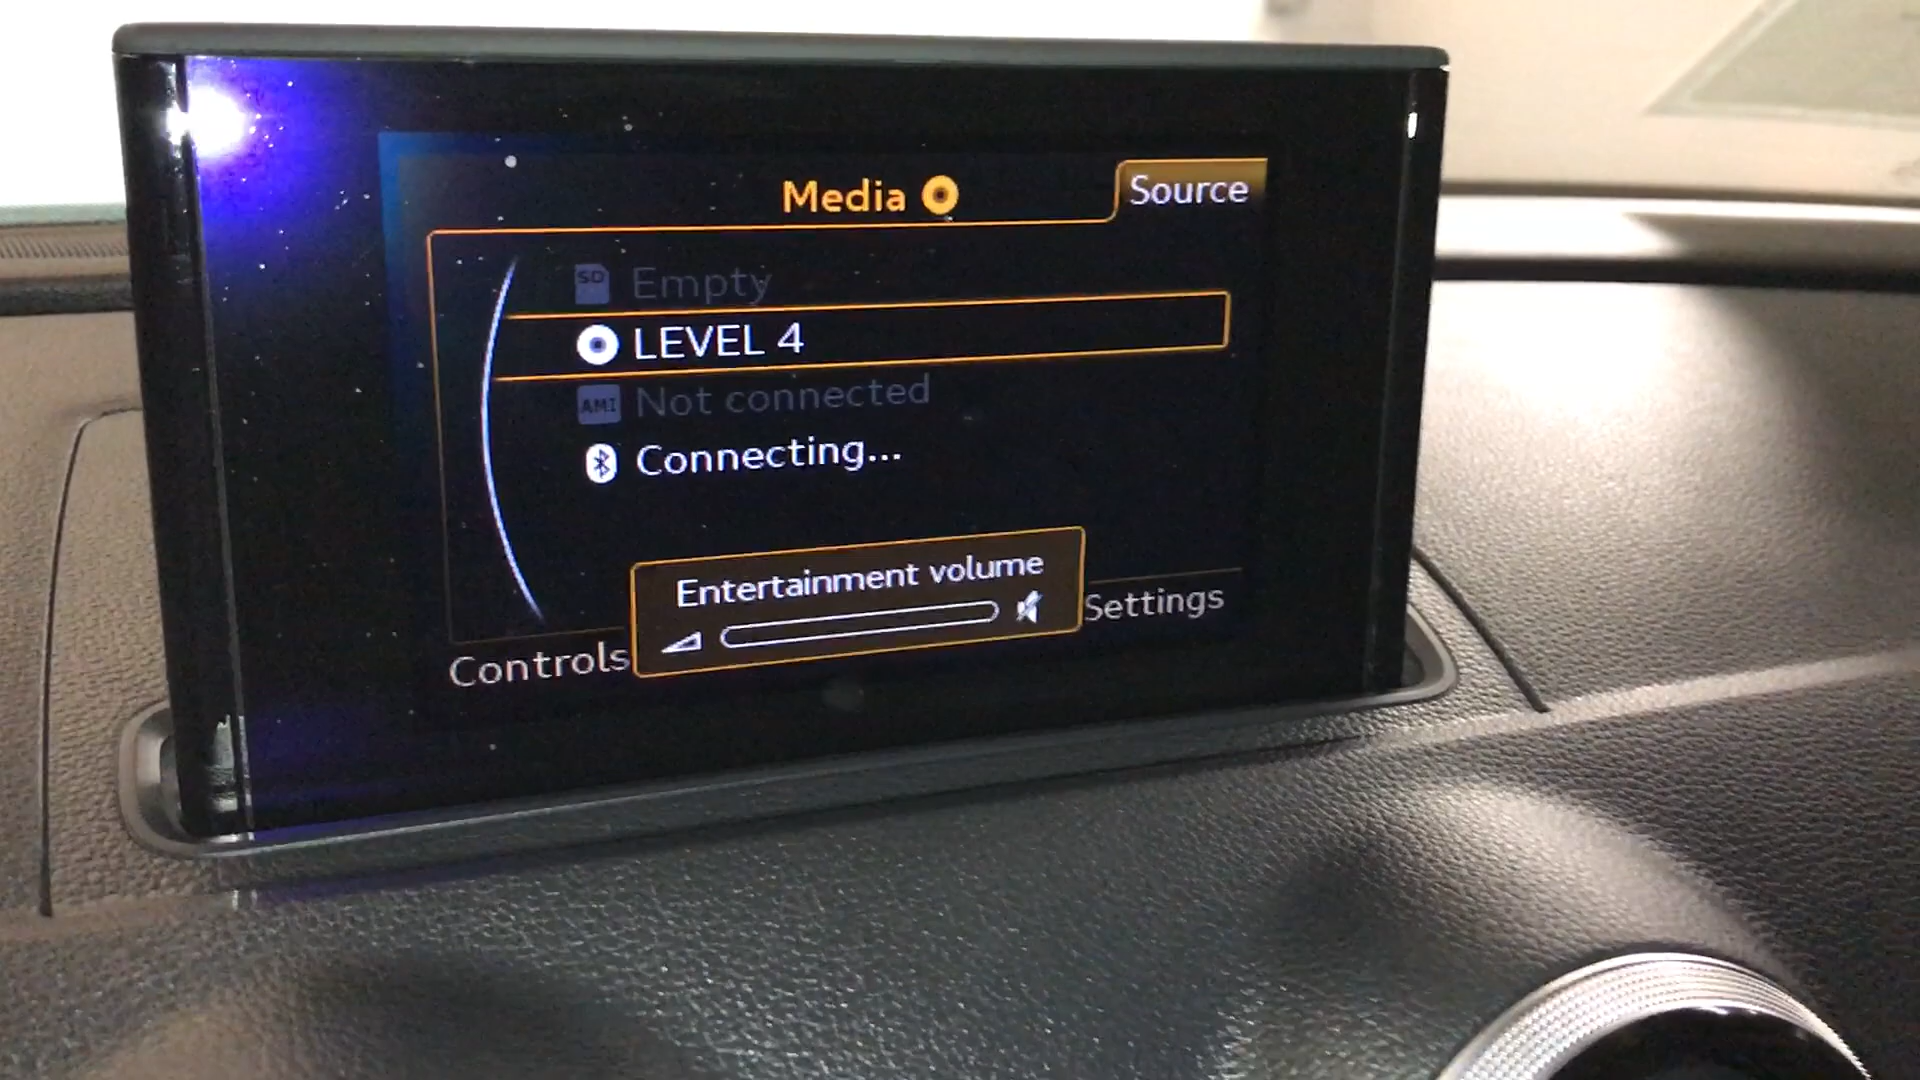 Media
Source
SD Empty
LEVEL 4
AMI Not connected
Connecting...
Entertainment volume
Controls
Settings